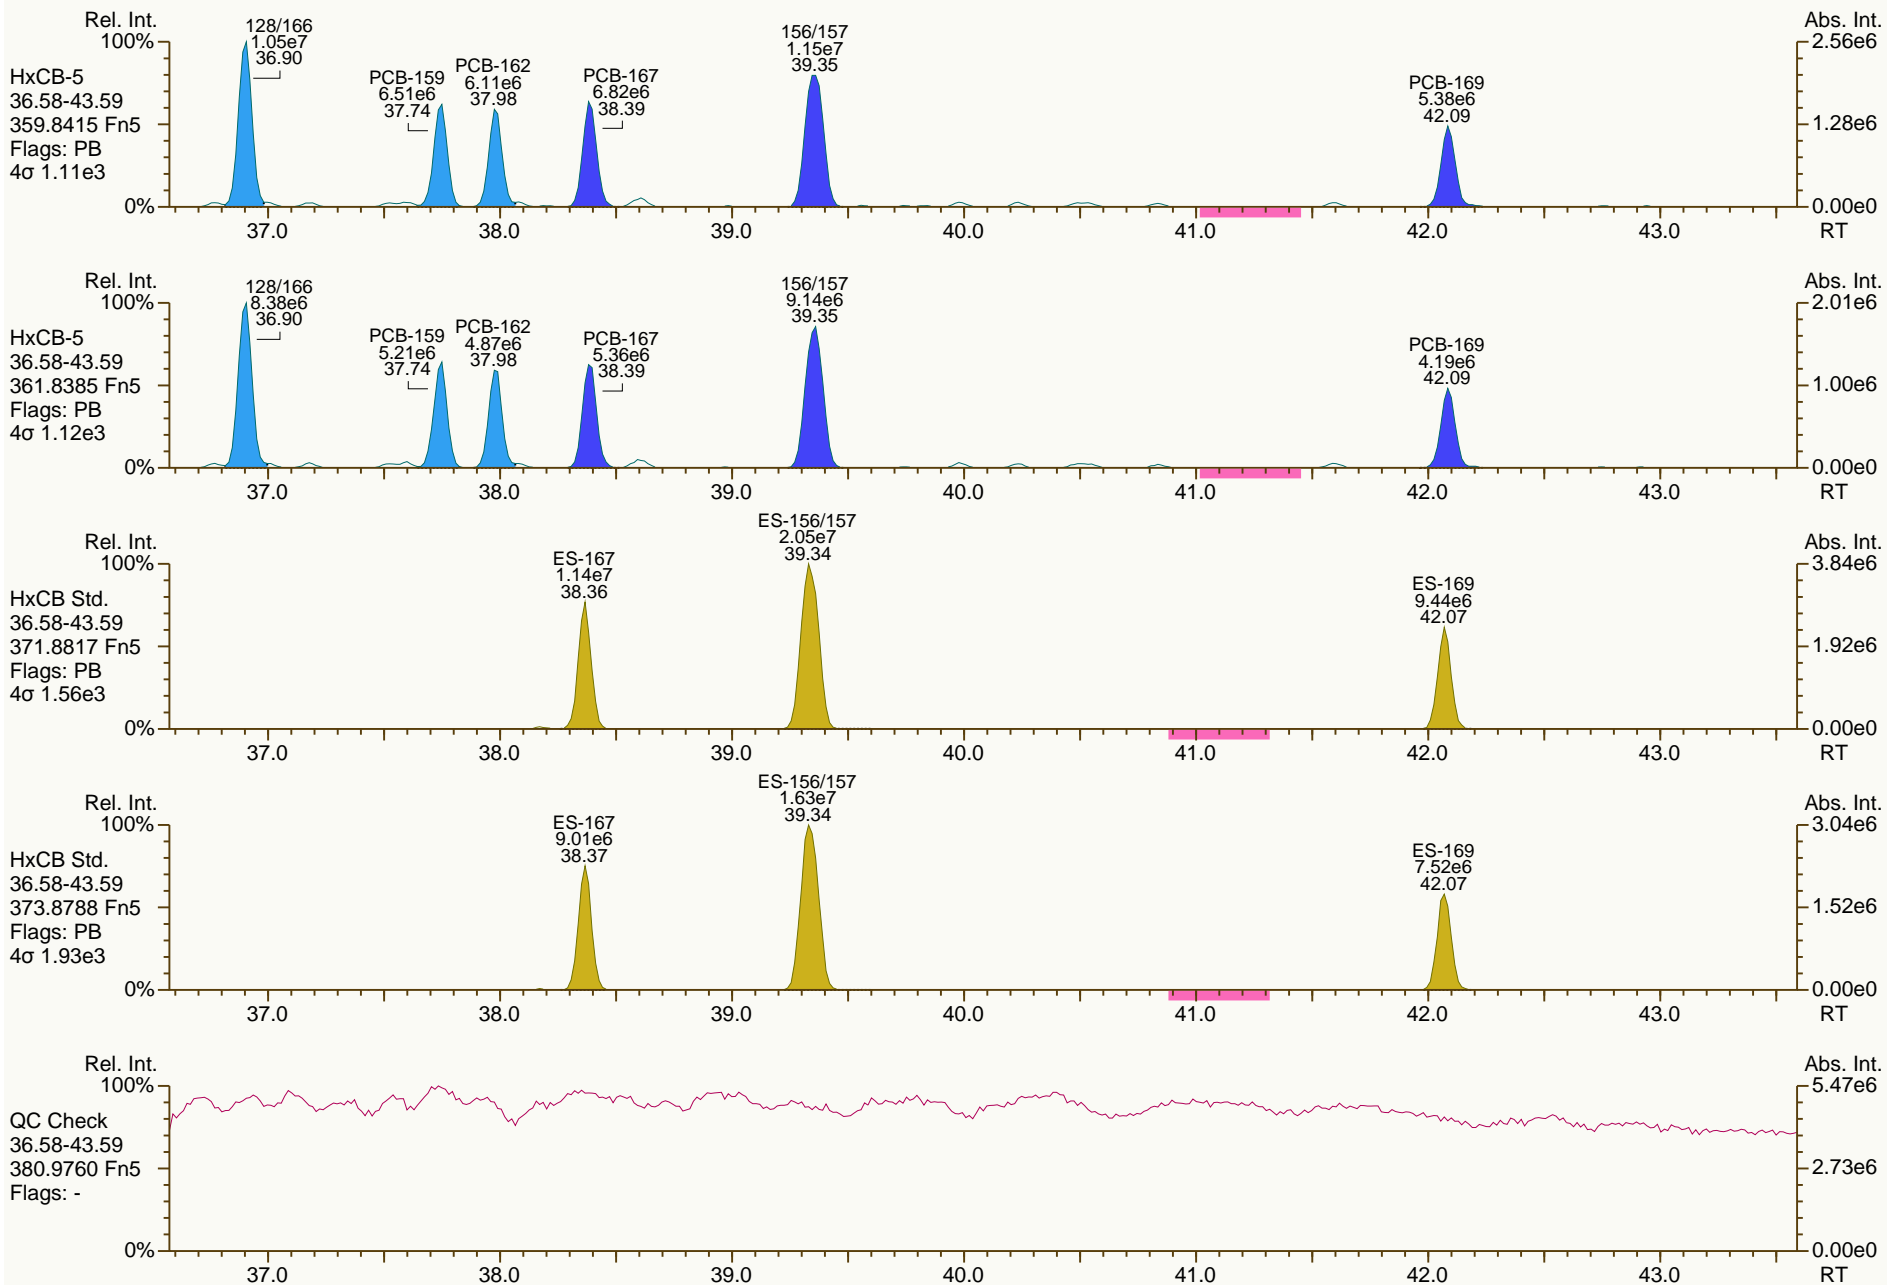 Rel. Int.
Abs. Int.
100%
0%
HxCB-5
36.58-43.59
359.8415 Fn5
Flags: PB
4σ 1.11e3
128/166
1.05e7
36.90
PCB-159
6.51e6
37.74
PCB-162
6.11e6
37.98
PCB-167
6.82e6
38.39
156/157
1.15e7
39.35
PCB-169
5.38e6
42.09
2.56e6
1.28e6
0.00e0
37.0 38.0 39.0 40.0 41.0 42.0 43.0 RT
Rel. Int.
Abs. Int.
100%
0%
HxCB-5
36.58-43.59
361.8385 Fn5
Flags: PB
4σ 1.12e3
128/166
8.38e6
36.90
PCB-159
5.21e6
37.74
PCB-162
4.87e6
37.98
PCB-167
5.36e6
38.39
156/157
9.14e6
39.35
PCB-169
4.19e6
42.09
2.01e6
1.00e6
0.00e0
37.0 38.0 39.0 40.0 41.0 42.0 43.0 RT
Rel. Int.
Abs. Int.
100%
0%
HxCB Std.
36.58-43.59
371.8817 Fn5
Flags: PB
4σ 1.56e3
ES-167
1.14e7
38.36
ES-156/157
2.05e7
39.34
ES-169
9.44e6
42.07
3.84e6
1.92e6
0.00e0
37.0 38.0 39.0 40.0 41.0 42.0 43.0 RT
Rel. Int.
Abs. Int.
100%
0%
HxCB Std.
36.58-43.59
373.8788 Fn5
Flags: PB
4σ 1.93e3
ES-167
9.01e6
38.37
ES-156/157
1.63e7
39.34
ES-169
7.52e6
42.07
3.04e6
1.52e6
0.00e0
37.0 38.0 39.0 40.0 41.0 42.0 43.0 RT
Rel. Int.
Abs. Int.
100%
0%
QC Check
36.58-43.59
380.9760 Fn5
Flags: -
5.47e6
2.73e6
0.00e0
37.0 38.0 39.0 40.0 41.0 42.0 43.0 RT